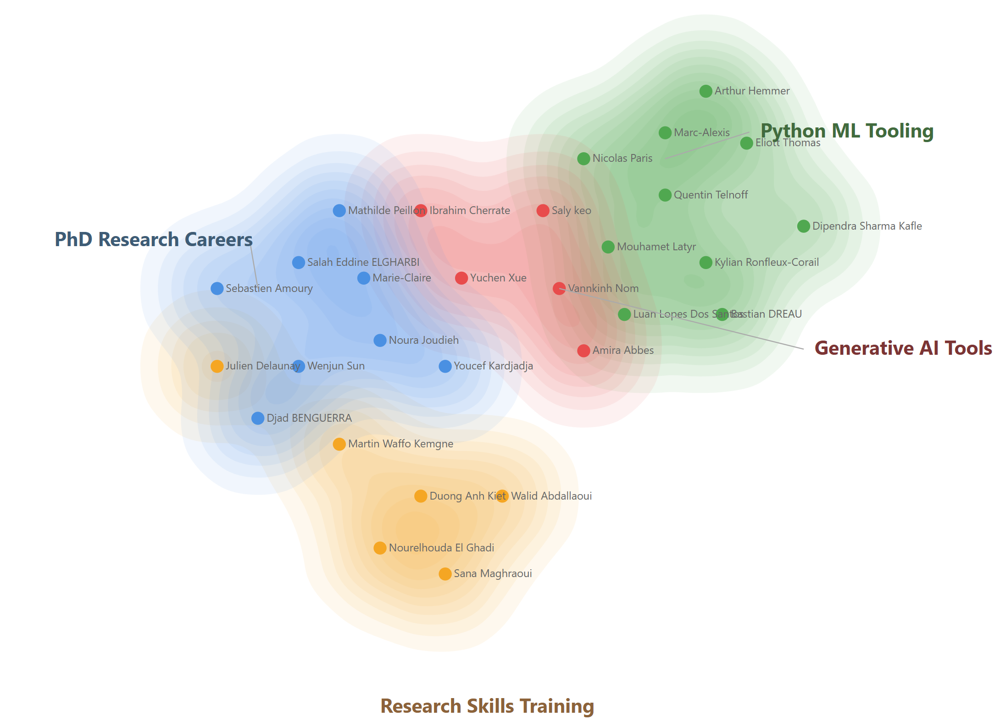 Arthur Hemmer
Python ML Tooling
Marc-Alexis
Eliott Thomas
Nicolas Paris
Quentin Telnoff
Mathilde Peillon
Ibrahim Cherrate
Saly keo
Dipendra Sharma Kafle
PhD Research Careers
Mouhamet Latyr
Salah Eddine ELGHARBI
Kylian Ronfleux-Corail
Marie-Claire
Yuchen Xue
Sebastien Amoury
Vannkinh Nom
Luan Lopes Dos Santos
Bastian DREAU
Noura Joudieh
Amira Abbes
Generative AI Tools
Julien Delaunay
Wenjun Sun
Youcef Kardjadja
Djad BENGUERRA
Martin Waffo Kemgne
Duong Anh Kiet
Walid Abdallaoui
Nourelhouda El Ghadi
Sana Maghraoui
Research Skills Training